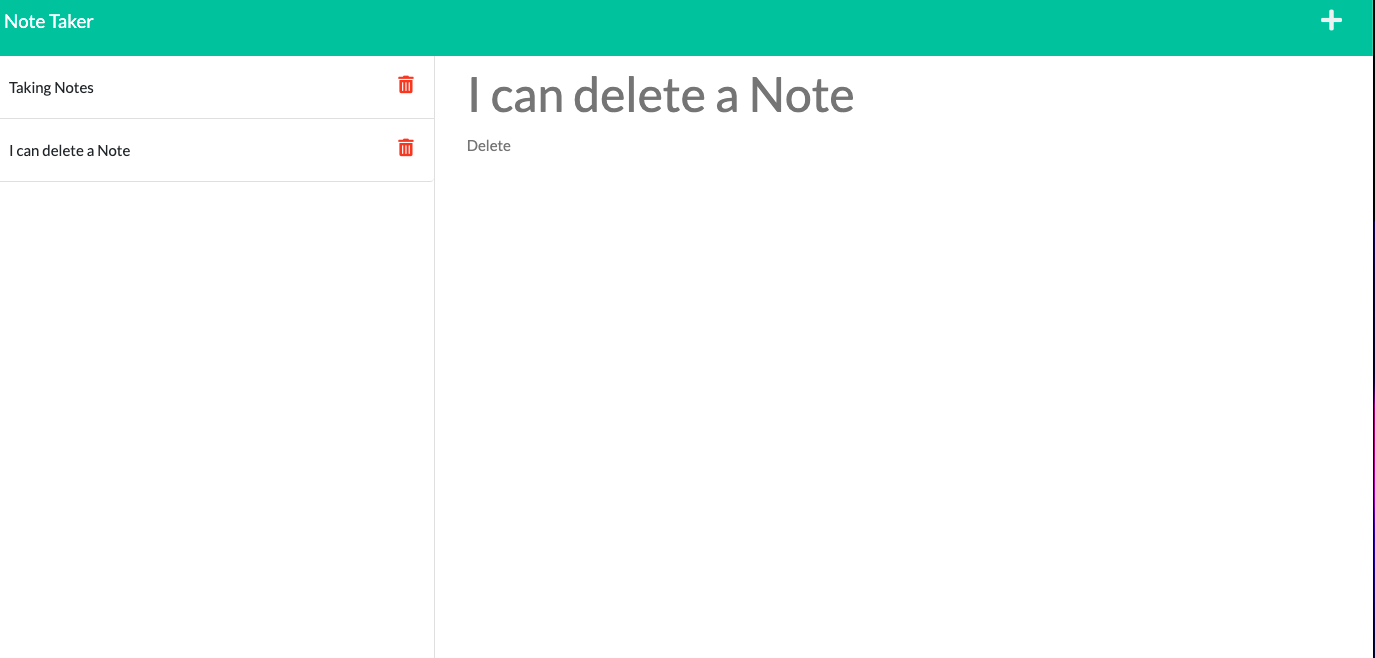 Note Taker
Taking Notes
I can delete a Note
I can delete a Note
Delete